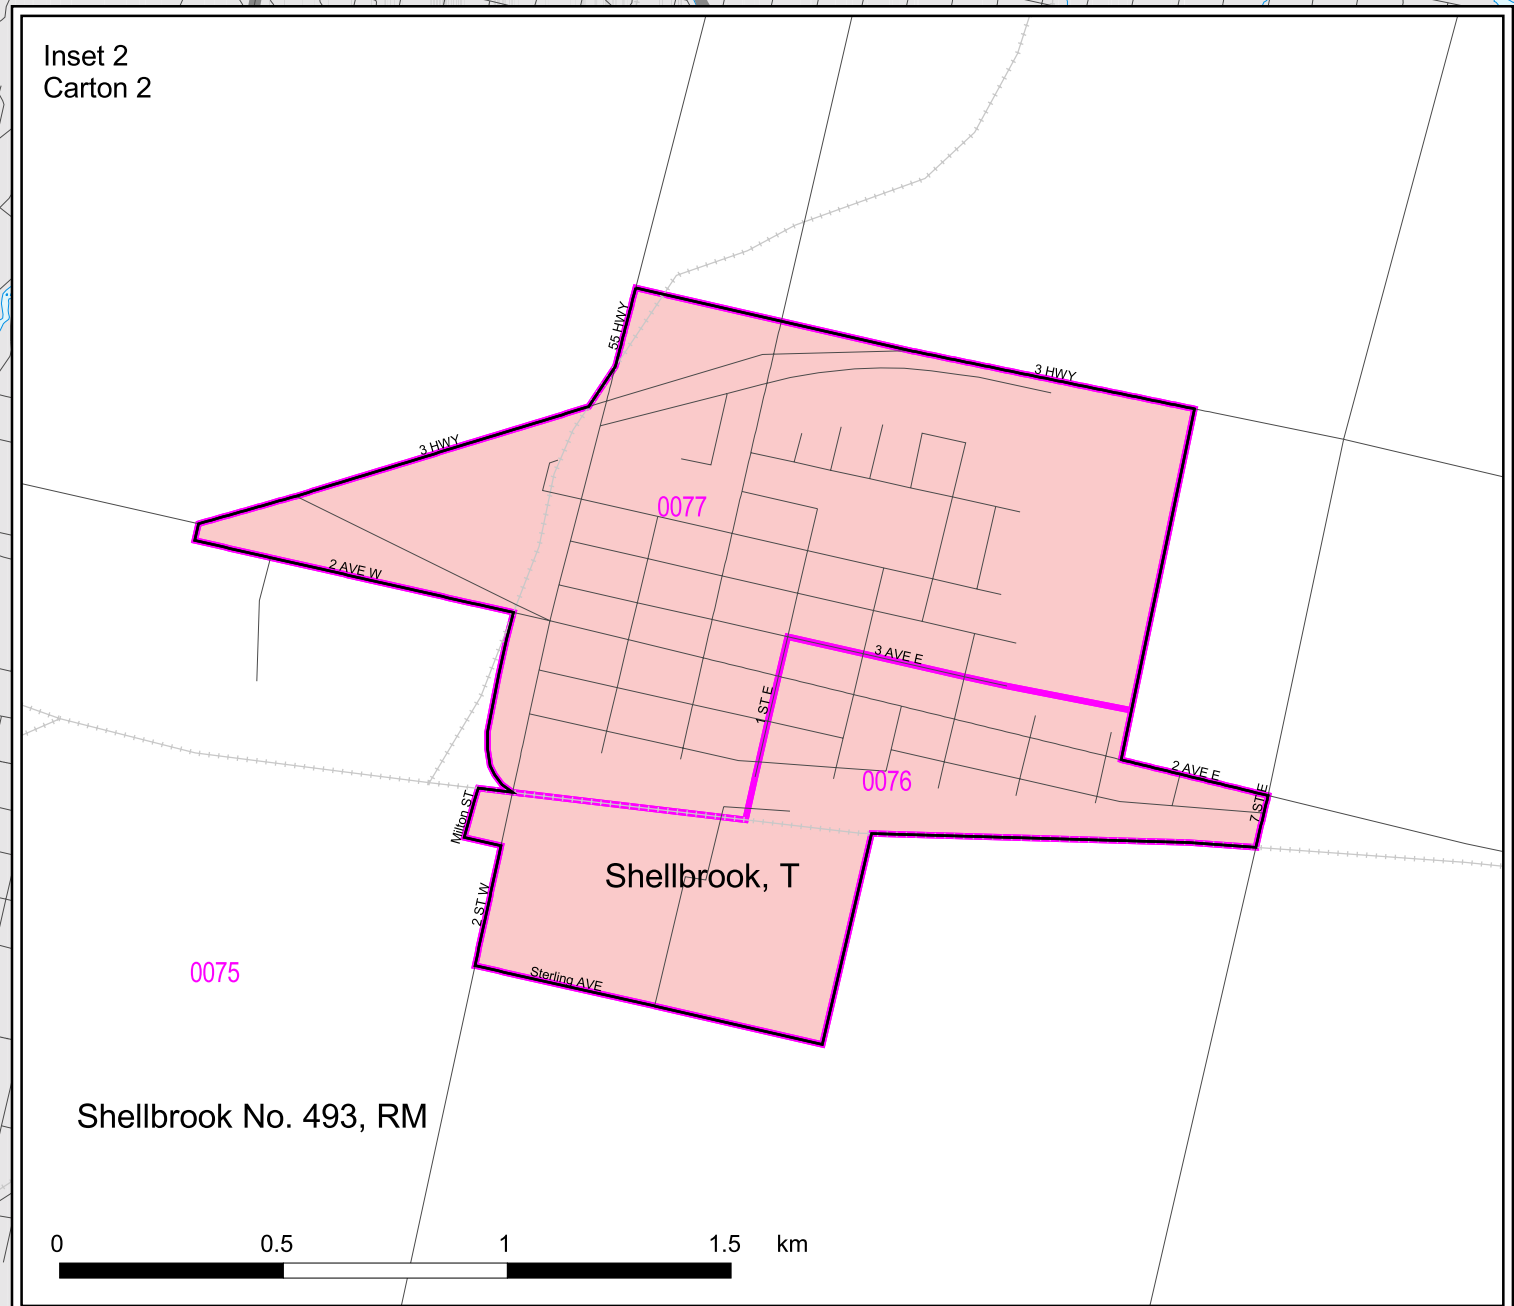 Inset 2
Carton 2
55 HWY
3 HWY
3 HWY
0077
2 AVE W
3 AVE E
1 ST E
2 AVE E
0076
7 ST E
Milton ST
Shellbrook, T
2 ST W
0075
Sterling AVE
Shellbrook No. 493, RM
0 0.5 1 1.5 km